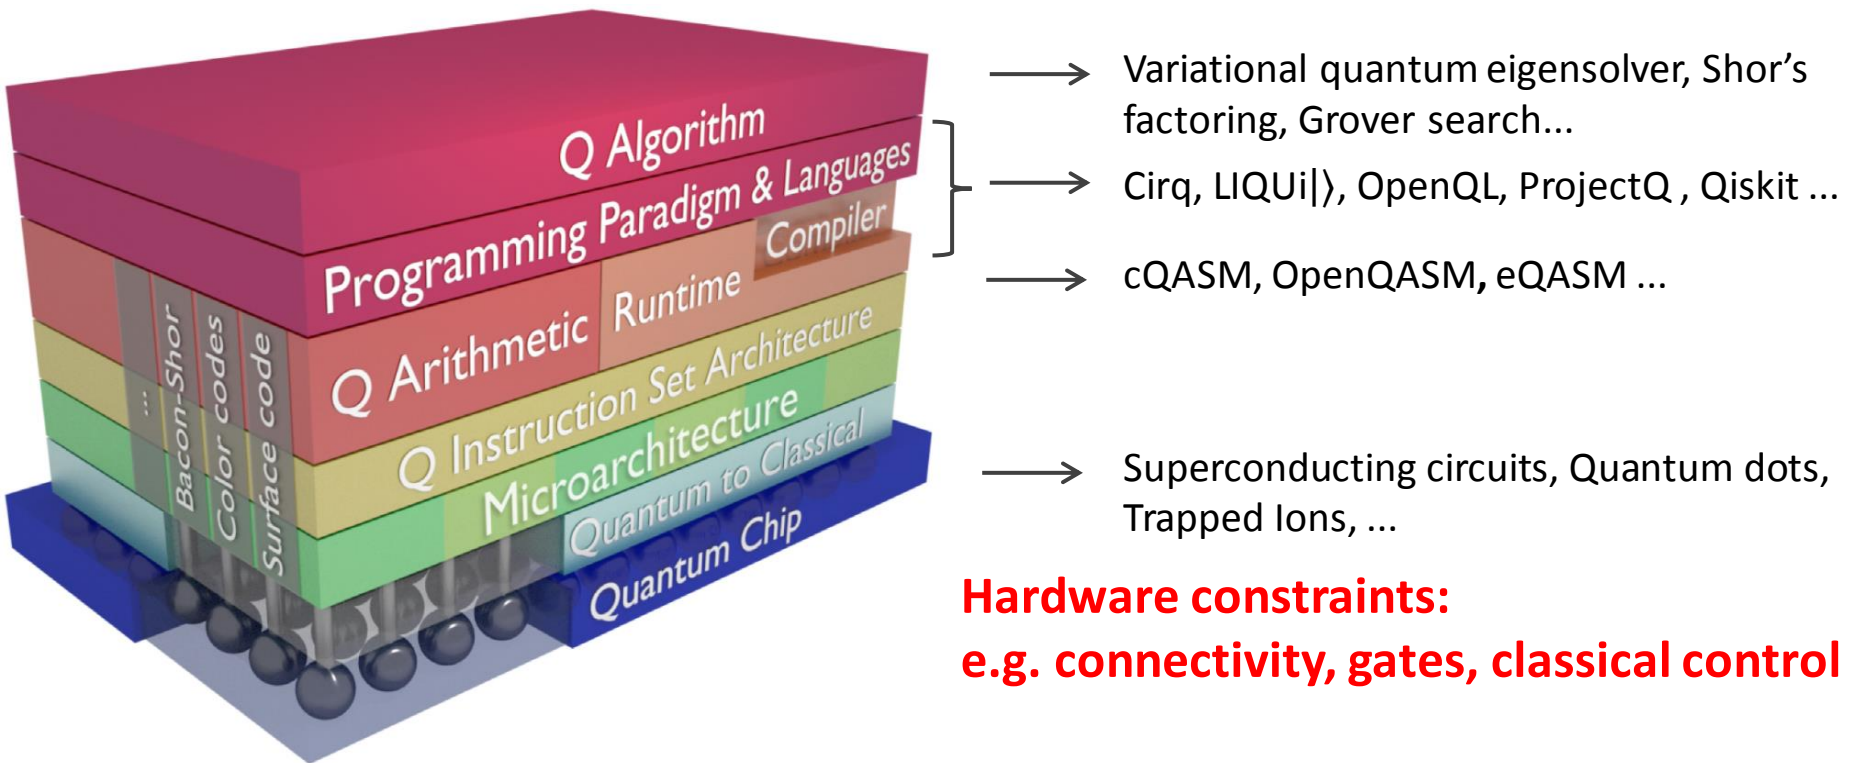 Q Algorithm
Programming Paradigm & Languages
Compiler
Runtime
Q Arithmetic
Q Instruction Set Architecture
Microarchitecture
Quantum to Classical
Quantum Chip
...
Bacon-Shor
Color codes
Surface code
Variational quantum eigensolver, Shor’s
factoring, Grover search...
Cirq, LIQUi|⟩, OpenQL, ProjectQ , Qiskit ...
cQASM, OpenQASM, eQASM ...
Superconducting circuits, Quantum dots,
Trapped Ions, ...
Hardware constraints:
e.g. connectivity, gates, classical control